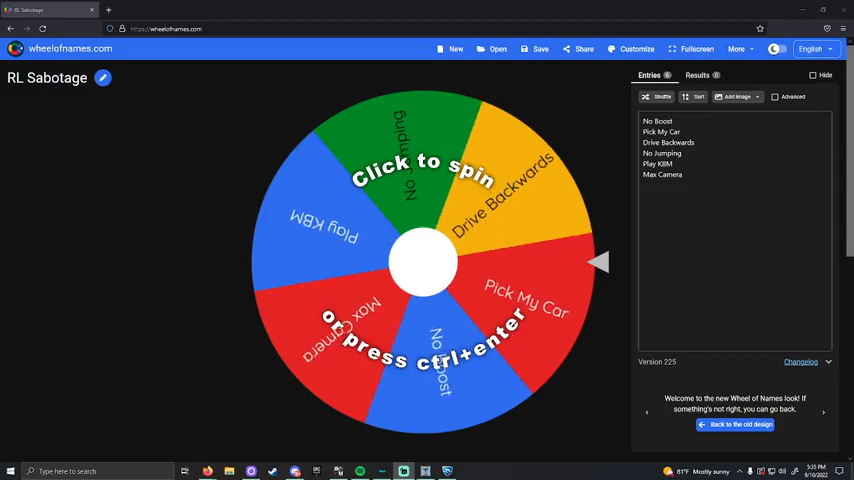 RL Sabotage
https://wheelofnames.com
wheelofnames.com
New
Open
Save
Share
Customize
Fullscreen
More
English
RL Sabotage
Entries 6
Results 0
Hide
Shuffle
Sort
Add image
Advanced
No Boost
Pick My Car
Drive Backwards
No Jumping
Play KBM
Max Camera
Click to spin
or press ctrl+enter
No Jumping
Drive Backwards
Play KBM
Pick My Car
Max Camera
No Boost
Version 225
Changelog
Welcome to the new Wheel of Names look! If
something's not right, you can go back.
Back to the old design
Type here to search
81°F Mostly sunny
5:35 PM
9/10/2022